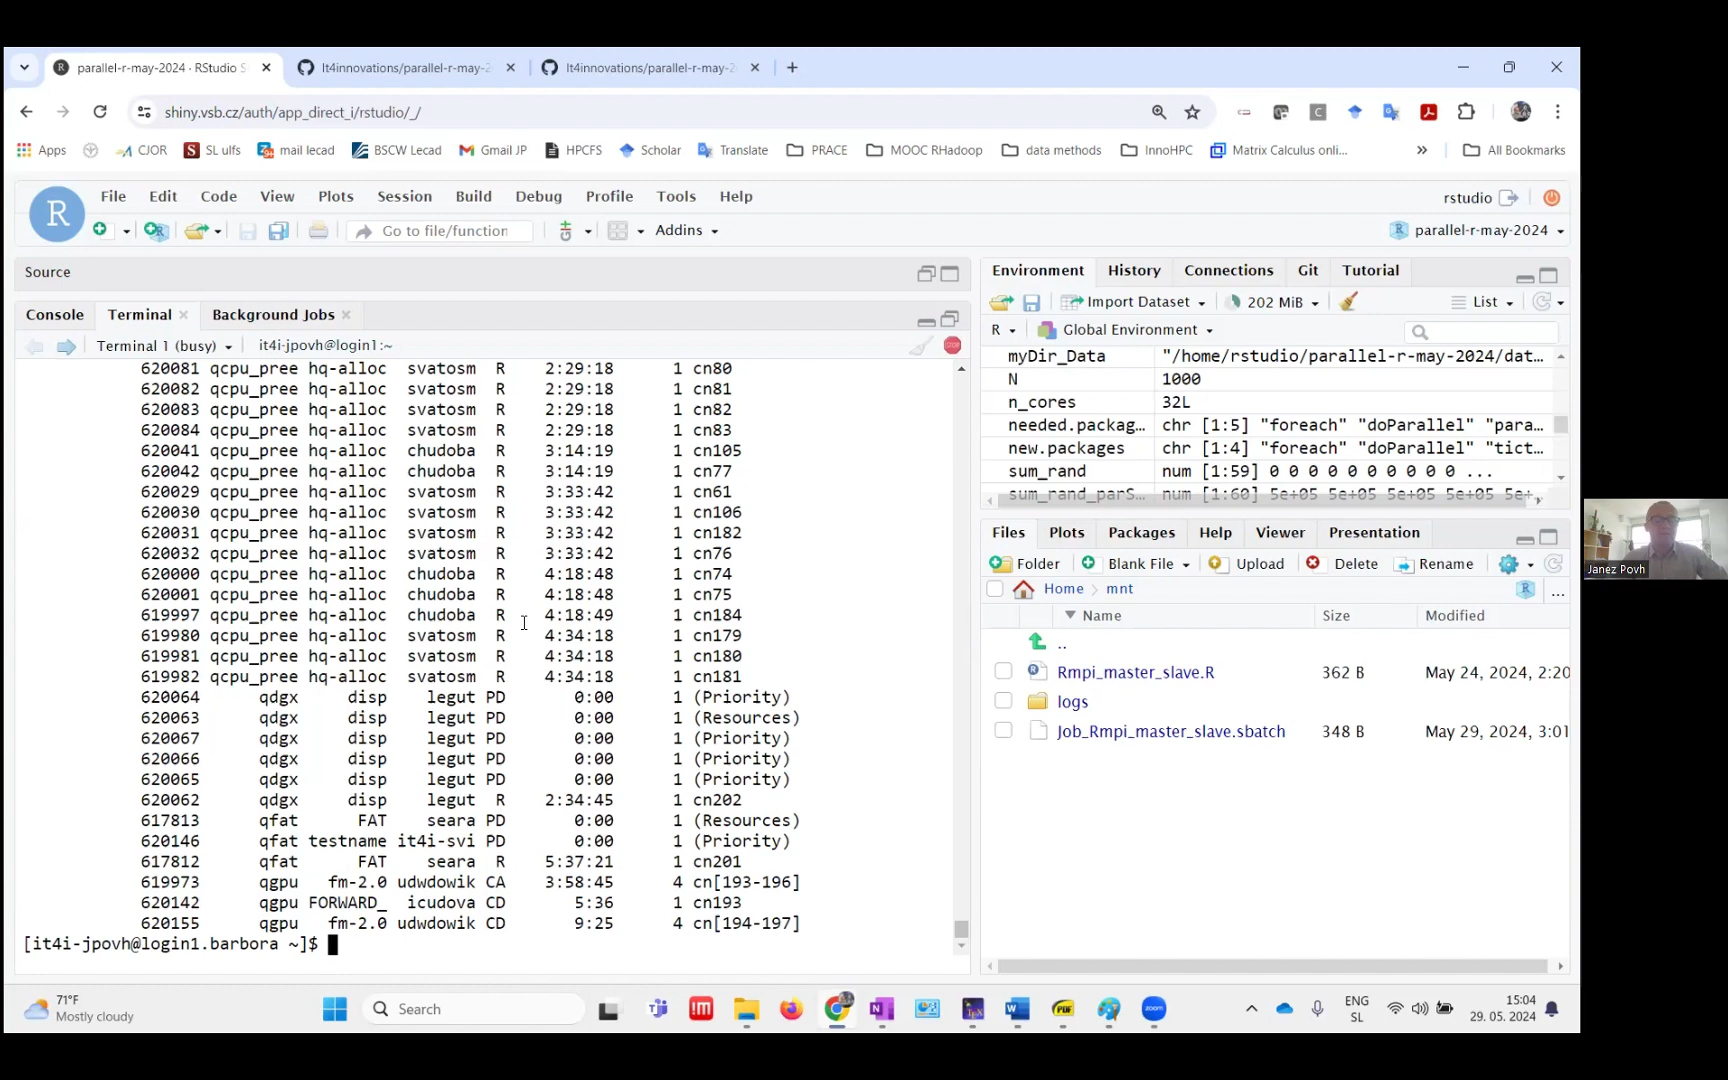 parallel-r-may-2024 · RStudio S
It4innovations/parallel-r-may-2
It4innovations/parallel-r-may-2
shiny.vsb.cz/auth/app_direct_i/rstudio/_/
Apps CJOR SL ulfs mail lecad BSCW Lecad Gmail JP HPCFS Scholar Translate PRACE MOOC RHadoop data methods InnoHPC Matrix Calculus onli... » All Bookmarks
File Edit Code View Plots Session Build Debug Profile Tools Help
rstudio
Go to file/function
Addins
parallel-r-may-2024
Source
Console Terminal Background Jobs
Terminal 1 (busy) it4i-jpovh@login1:~
620081 qcpu_pree hq-alloc svatosm R 2:29:18 1 cn80
620082 qcpu_pree hq-alloc svatosm R 2:29:18 1 cn81
620083 qcpu_pree hq-alloc svatosm R 2:29:18 1 cn82
620084 qcpu_pree hq-alloc svatosm R 2:29:18 1 cn83
620041 qcpu_pree hq-alloc chudoba R 3:14:19 1 cn105
620042 qcpu_pree hq-alloc chudoba R 3:14:19 1 cn77
620029 qcpu_pree hq-alloc svatosm R 3:33:42 1 cn61
620030 qcpu_pree hq-alloc svatosm R 3:33:42 1 cn106
620031 qcpu_pree hq-alloc svatosm R 3:33:42 1 cn182
620032 qcpu_pree hq-alloc svatosm R 3:33:42 1 cn76
620000 qcpu_pree hq-alloc chudoba R 4:18:48 1 cn74
620001 qcpu_pree hq-alloc chudoba R 4:18:48 1 cn75
619997 qcpu_pree hq-alloc chudoba R 4:18:49 1 cn184
619980 qcpu_pree hq-alloc svatosm R 4:34:18 1 cn179
619981 qcpu_pree hq-alloc svatosm R 4:34:18 1 cn180
619982 qcpu_pree hq-alloc svatosm R 4:34:18 1 cn181
620064 qdgx disp legut PD 0:00 1 (Priority)
620063 qdgx disp legut PD 0:00 1 (Resources)
620067 qdgx disp legut PD 0:00 1 (Priority)
620066 qdgx disp legut PD 0:00 1 (Priority)
620065 qdgx disp legut PD 0:00 1 (Priority)
620062 qdgx disp legut R 2:34:45 1 cn202
617813 qfat FAT seara PD 0:00 1 (Resources)
620146 qfat testname it4i-svi PD 0:00 1 (Priority)
617812 qfat FAT seara R 5:37:21 1 cn201
619973 qgpu fm-2.0 udwdowik CA 3:58:45 4 cn[193-196]
620142 qgpu FORWARD_ icudova CD 5:36 1 cn193
620155 qgpu fm-2.0 udwdowik CD 9:25 4 cn[194-197]
[it4i-jpovh@login1.barbora ~]$
Environment History Connections Git Tutorial
Import Dataset 202 MiB List
R Global Environment
myDir_Data "/home/rstudio/parallel-r-may-2024/dat...
N 1000
n_cores 32L
needed.packag... chr [1:5] "foreach" "doParallel" "para...
new.packages chr [1:4] "foreach" "doParallel" "tict...
sum_rand num [1:59] 0 0 0 0 0 0 0 0 0 0 ...
sum_rand_parS... num [1:60] 5e+05 5e+05 5e+05 5e+05 5e+...
Files Plots Packages Help Viewer Presentation
Folder Blank File Upload Delete Rename
Home mnt
Name Size Modified
..
Rmpi_master_slave.R 362 B May 24, 2024, 2:20
logs
Job_Rmpi_master_slave.sbatch 348 B May 29, 2024, 3:01
Janez Povh
71°F
Mostly cloudy
Search
ENG
SL
15:04
29. 05. 2024